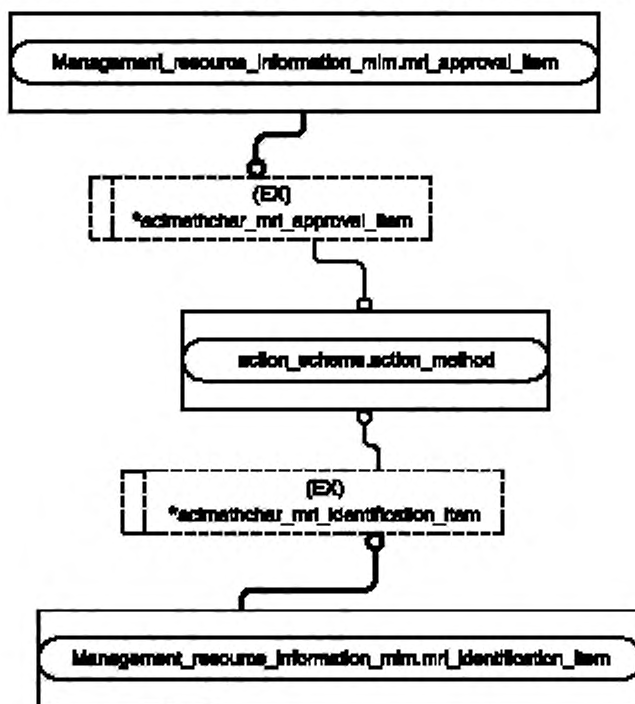 Management_resource_information_mim.mri_approval_item
(EX)
*actmethchar_mri_approval_item
action_schema.action_method
(EX)
*actmethchar_mri_identification_item
Management_resource_information_mim.mri_identification_item